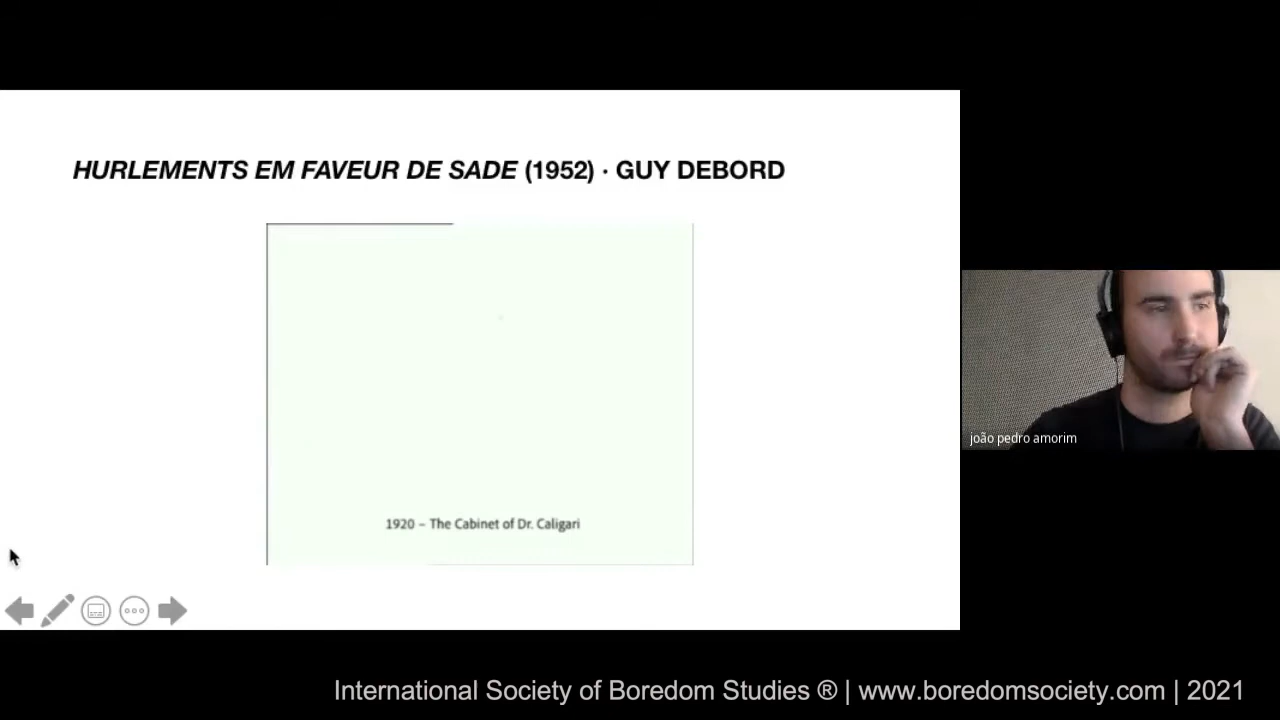 HURLEMENTS EM FAVEUR DE SADE (1952) · GUY DEBORD
1920 – The Cabinet of Dr. Caligari
joão pedro amorim
International Society of Boredom Studies ® | www.boredomsociety.com | 2021